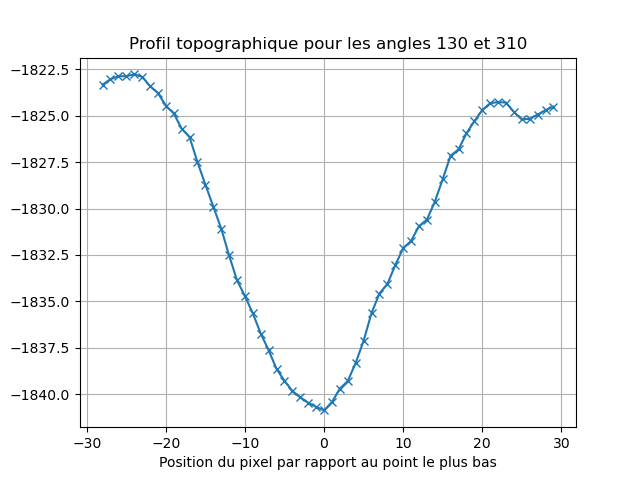 Profil topographique pour les angles 130 et 310
−1822.5
−1825.0
−1827.5
−1830.0
−1832.5
−1835.0
−1837.5
−1840.0
−30 −20 −10 0 10 20 30
Position du pixel par rapport au point le plus bas